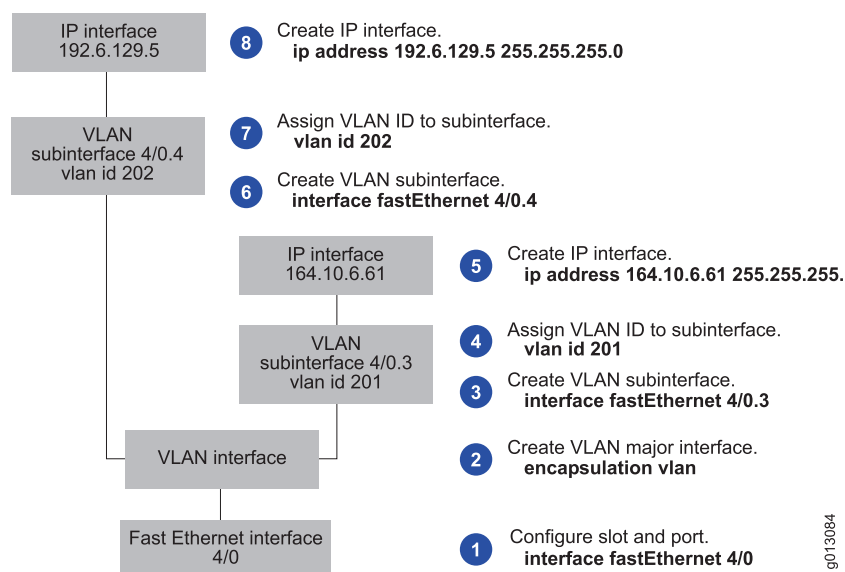 IP interface
192.6.129.5
8
Create IP interface.
ip address 192.6.129.5 255.255.255.0
VLAN
subinterface 4/0.4
vlan id 202
7
Assign VLAN ID to subinterface.
vlan id 202
6
Create VLAN subinterface.
interface fastEthernet 4/0.4
IP interface
164.10.6.61
5
Create IP interface.
ip address 164.10.6.61 255.255.255.
VLAN
subinterface 4/0.3
vlan id 201
4
Assign VLAN ID to subinterface.
vlan id 201
3
Create VLAN subinterface.
interface fastEthernet 4/0.3
VLAN interface
2
Create VLAN major interface.
encapsulation vlan
Fast Ethernet interface
4/0
1
Configure slot and port.
interface fastEthernet 4/0
g013084